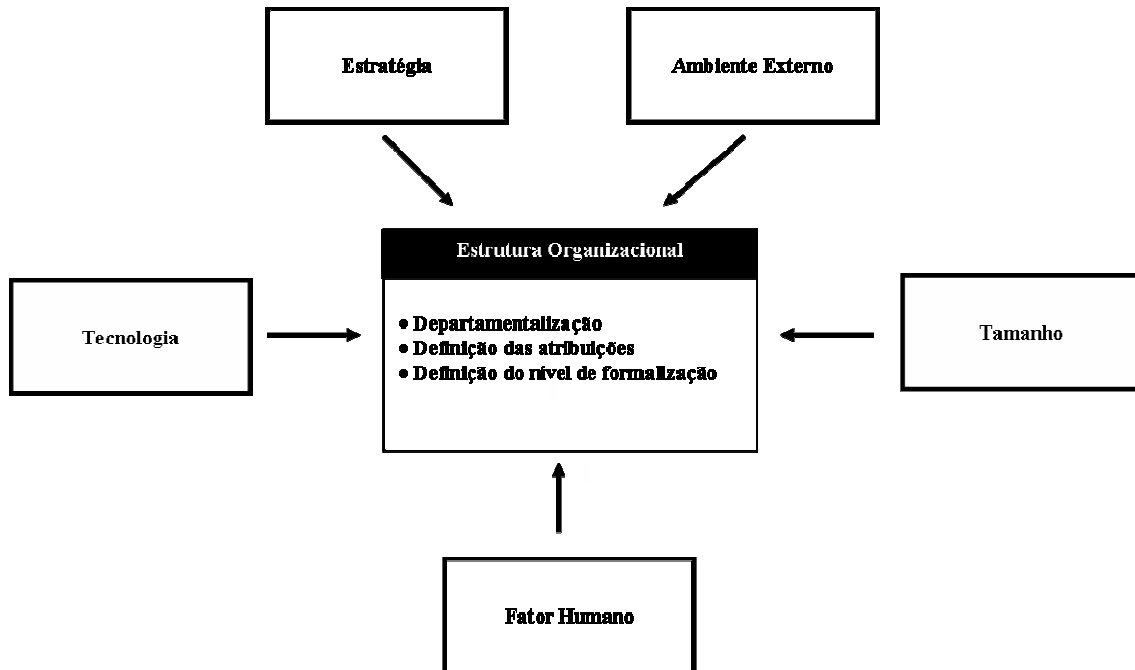 Estratégia
Ambiente Externo
Estrutura Organizacional
Tecnologia
• Departamentalização
• Definição das atribuições
• Definição do nível de formalização
Tamanho
Fator Humano